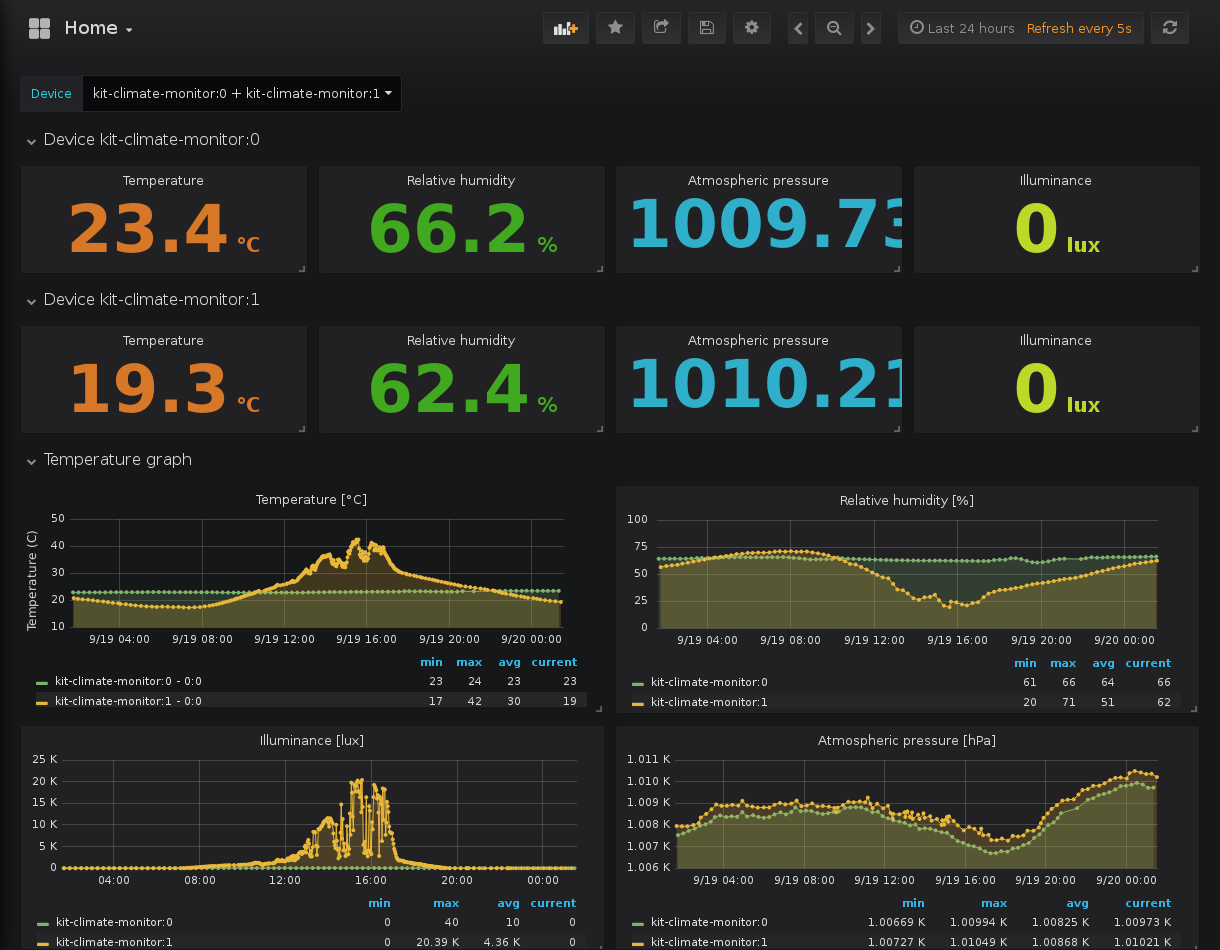 Home
Last 24 hours Refresh every 5s
Device kit-climate-monitor:0 + kit-climate-monitor:1
Device kit-climate-monitor:0
Temperature Relative humidity Atmospheric pressure Illuminance
23.4 °C 66.2 % 1009.73 0 lux
Device kit-climate-monitor:1
Temperature Relative humidity Atmospheric pressure Illuminance
19.3 °C 62.4 % 1010.21 0 lux
Temperature graph
Temperature [°C]
Temperature (C)
50
40
30
20
10
9/19 04:00 9/19 08:00 9/19 12:00 9/19 16:00 9/19 20:00 9/20 00:00
min max avg current
kit-climate-monitor:0 - 0:0 23 24 23 23
kit-climate-monitor:1 - 0:0 17 42 30 19
Relative humidity [%]
100
75
50
25
0
9/19 04:00 9/19 08:00 9/19 12:00 9/19 16:00 9/19 20:00 9/20 00:00
min max avg current
kit-climate-monitor:0 61 66 64 66
kit-climate-monitor:1 20 71 51 62
Illuminance [lux]
25 K
20 K
15 K
10 K
5 K
0
04:00 08:00 12:00 16:00 20:00 00:00
min max avg current
kit-climate-monitor:0 0 40 10 0
kit-climate-monitor:1 0 20.39 K 4.36 K 0
Atmospheric pressure [hPa]
1.011 K
1.010 K
1.009 K
1.008 K
1.007 K
1.006 K
9/19 04:00 9/19 08:00 9/19 12:00 9/19 16:00 9/19 20:00 9/20 00:00
min max avg current
kit-climate-monitor:0 1.00669 K 1.00994 K 1.00825 K 1.00973 K
kit-climate-monitor:1 1.00727 K 1.01049 K 1.00868 K 1.01021 K